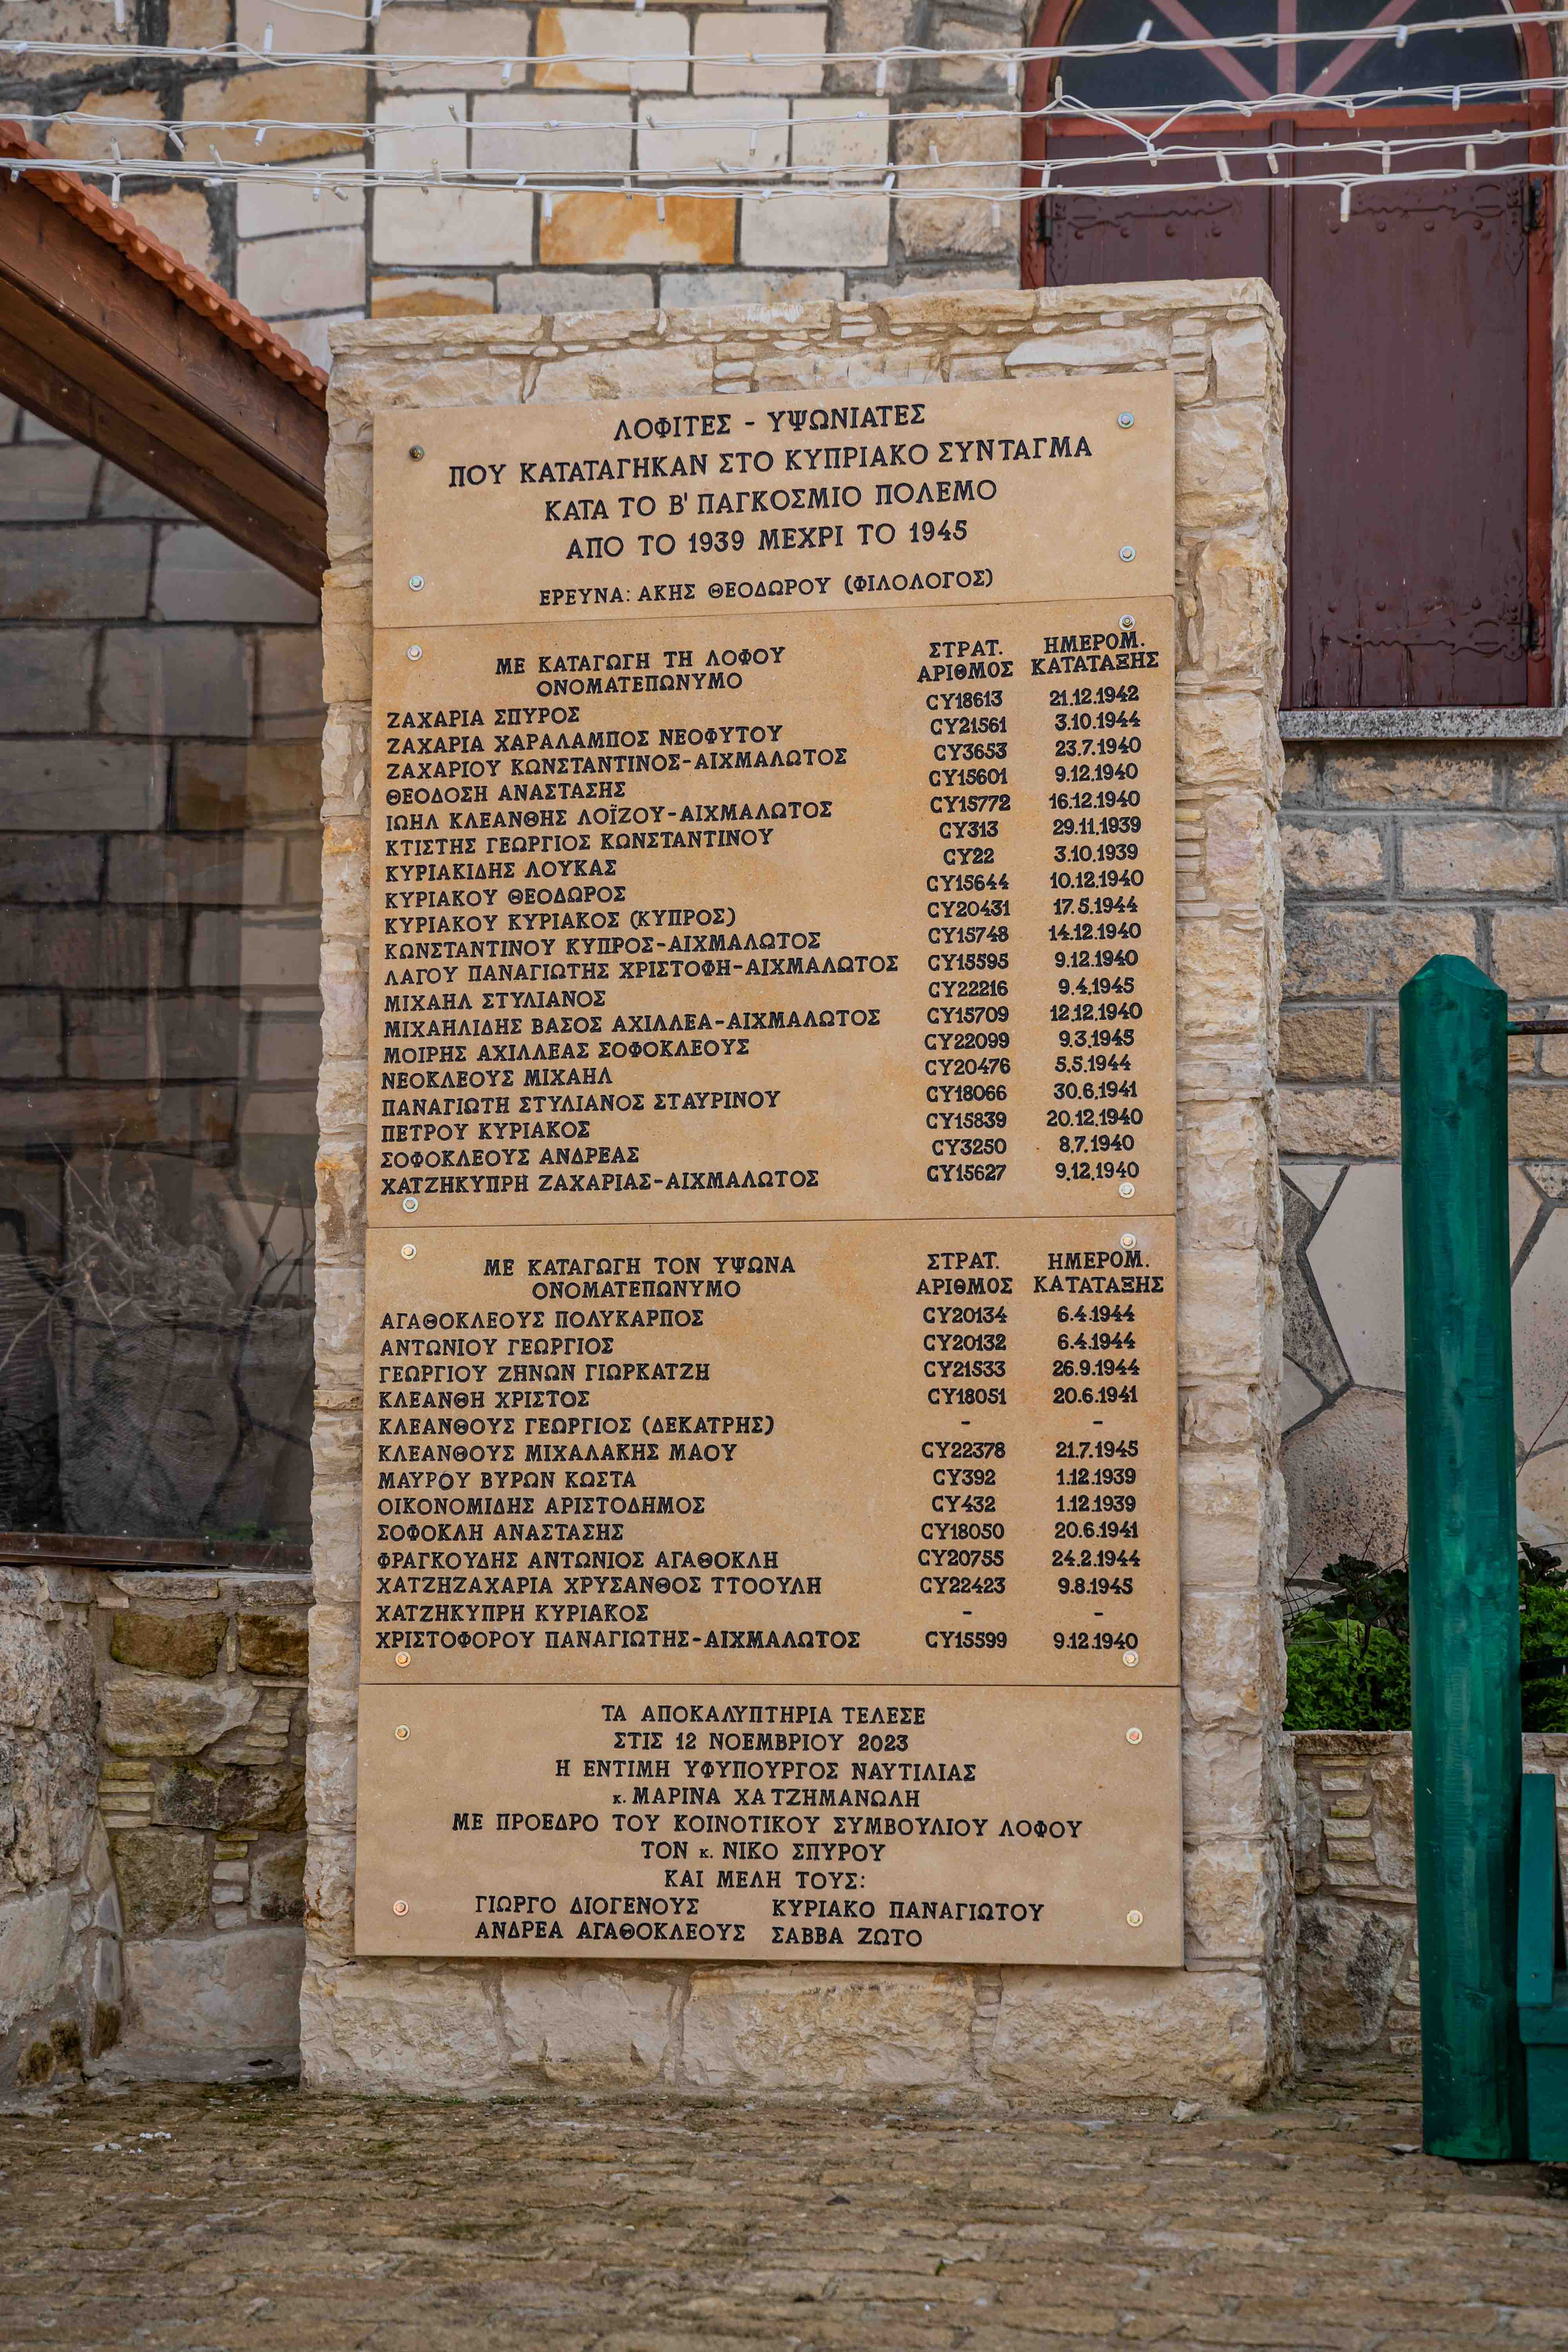 ΛΟΦΙΤΕΣ - ΥΨΩΝΙΑΤΕΣ
ΠΟΥ ΚΑΤΑΤΑΓΗΚΑΝ ΣΤΟ ΚΥΠΡΙΑΚΟ ΣΥΝΤΑΓΜΑ
ΚΑΤΑ ΤΟ Β' ΠΑΓΚΟΣΜΙΟ ΠΟΛΕΜΟ
ΑΠΟ ΤΟ 1939 ΜΕΧΡΙ ΤΟ 1945
ΕΡΕΥΝΑ: ΑΚΗΣ ΘΕΟΔΩΡΟΥ (ΦΙΛΟΛΟΓΟΣ)
ΜΕ ΚΑΤΑΓΩΓΗ ΤΗ ΛΟΦΟΥ ΣΤΡΑΤ. ΗΜΕΡΟΜ.
ΟΝΟΜΑΤΕΠΩΝΥΜΟ ΑΡΙΘΜΟΣ ΚΑΤΑΤΑΞΗΣ
ΖΑΧΑΡΙΑ ΣΠΥΡΟΣ CY18613 21.12.1942
ΖΑΧΑΡΙΑ ΧΑΡΑΛΑΜΠΟΣ ΝΕΟΦΥΤΟΥ CY21561 3.10.1944
ΖΑΧΑΡΙΟΥ ΚΩΝΣΤΑΝΤΙΝΟΣ-ΑΙΧΜΑΛΩΤΟΣ CY3653 23.7.1940
ΘΕΟΔΟΣΗ ΑΝΑΣΤΑΣΗΣ CY15601 9.12.1940
ΙΩΗΛ ΚΛΕΑΝΘΗΣ ΛΟΪΖΟΥ-ΑΙΧΜΑΛΩΤΟΣ CY15772 16.12.1940
ΚΤΙΣΤΗΣ ΓΕΩΡΓΙΟΣ ΚΩΝΣΤΑΝΤΙΝΟΥ CY313 29.11.1939
ΚΥΡΙΑΚΙΔΗΣ ΛΟΥΚΑΣ CY22 3.10.1939
ΚΥΡΙΑΚΟΥ ΘΕΟΔΩΡΟΣ CY15644 10.12.1940
ΚΥΡΙΑΚΟΥ ΚΥΡΙΑΚΟΣ (ΚΥΠΡΟΣ) CY20431 17.5.1944
ΚΩΝΣΤΑΝΤΙΝΟΥ ΚΥΠΡΟΣ-ΑΙΧΜΑΛΩΤΟΣ CY15748 14.12.1940
ΛΑΓΟΥ ΠΑΝΑΓΙΩΤΗΣ ΧΡΙΣΤΟΦΗ-ΑΙΧΜΑΛΩΤΟΣ CY15595 9.12.1940
ΜΙΧΑΗΛ ΣΤΥΛΙΑΝΟΣ CY22216 9.4.1945
ΜΙΧΑΗΛΙΔΗΣ ΒΑΣΟΣ ΑΧΙΛΛΕΑ-ΑΙΧΜΑΛΩΤΟΣ CY15709 12.12.1940
ΜΟΙΡΗΣ ΑΧΙΛΛΕΑΣ ΣΟΦΟΚΛΕΟΥΣ CY22099 9.3.1945
ΝΕΟΚΛΕΟΥΣ ΜΙΧΑΗΛ CY20476 5.5.1944
ΠΑΝΑΓΙΩΤΗ ΣΤΥΛΙΑΝΟΣ ΣΤΑΥΡΙΝΟΥ CY18066 30.6.1941
ΠΕΤΡΟΥ ΚΥΡΙΑΚΟΣ CY15839 20.12.1940
ΣΟΦΟΚΛΕΟΥΣ ΑΝΔΡΕΑΣ CY3250 8.7.1940
ΧΑΤΖΗΚΥΠΡΗ ΖΑΧΑΡΙΑΣ-ΑΙΧΜΑΛΩΤΟΣ CY15627 9.12.1940
ΜΕ ΚΑΤΑΓΩΓΗ ΤΟΝ ΥΨΩΝΑ ΣΤΡΑΤ. ΗΜΕΡΟΜ.
ΟΝΟΜΑΤΕΠΩΝΥΜΟ ΑΡΙΘΜΟΣ ΚΑΤΑΤΑΞΗΣ
ΑΓΑΘΟΚΛΕΟΥΣ ΠΟΛΥΚΑΡΠΟΣ CY20134 6.4.1944
ΑΝΤΩΝΙΟΥ ΓΕΩΡΓΙΟΣ CY20132 6.4.1944
ΓΕΩΡΓΙΟΥ ΖΗΝΩΝ ΓΙΩΡΚΑΤΖΗ CY21533 26.9.1944
ΚΛΕΑΝΘΗ ΧΡΙΣΤΟΣ CY18051 20.6.1941
ΚΛΕΑΝΘΟΥΣ ΓΕΩΡΓΙΟΣ (ΔΕΚΑΤΡΗΣ) - -
ΚΛΕΑΝΘΟΥΣ ΜΙΧΑΛΑΚΗΣ ΜΑΟΥ CY22378 21.7.1945
ΜΑΥΡΟΥ ΒΥΡΩΝ ΚΩΣΤΑ CY392 1.12.1939
ΟΙΚΟΝΟΜΙΔΗΣ ΑΡΙΣΤΟΔΗΜΟΣ CY432 1.12.1939
ΣΟΦΟΚΛΗ ΑΝΑΣΤΑΣΗΣ CY18050 20.6.1941
ΦΡΑΓΚΟΥΔΗΣ ΑΝΤΩΝΙΟΣ ΑΓΑΘΟΚΛΗ CY20755 24.2.1944
ΧΑΤΖΗΖΑΧΑΡΙΑ ΧΡΥΣΑΝΘΟΣ ΤΤΟΟΥΛΗ CY22423 9.8.1945
ΧΑΤΖΗΚΥΠΡΗ ΚΥΡΙΑΚΟΣ - -
ΧΡΙΣΤΟΦΟΡΟΥ ΠΑΝΑΓΙΩΤΗΣ-ΑΙΧΜΑΛΩΤΟΣ CY15599 9.12.1940
ΤΑ ΑΠΟΚΑΛΥΠΤΗΡΙΑ ΤΕΛΕΣΕ
ΣΤΙΣ 12 ΝΟΕΜΒΡΙΟΥ 2023
Η ΕΝΤΙΜΗ ΥΦΥΠΟΥΡΓΟΣ ΝΑΥΤΙΛΙΑΣ
κ. ΜΑΡΙΝΑ ΧΑΤΖΗΜΑΝΩΛΗ
ΜΕ ΠΡΟΕΔΡΟ ΤΟΥ ΚΟΙΝΟΤΙΚΟΥ ΣΥΜΒΟΥΛΙΟΥ ΛΟΦΟΥ
ΤΟΝ κ. ΝΙΚΟ ΣΠΥΡΟΥ
ΚΑΙ ΜΕΛΗ ΤΟΥΣ:
ΓΙΩΡΓΟ ΔΙΟΓΕΝΟΥΣ ΚΥΡΙΑΚΟ ΠΑΝΑΓΙΩΤΟΥ
ΑΝΔΡΕΑ ΑΓΑΘΟΚΛΕΟΥΣ ΣΑΒΒΑ ΖΩΤΟ